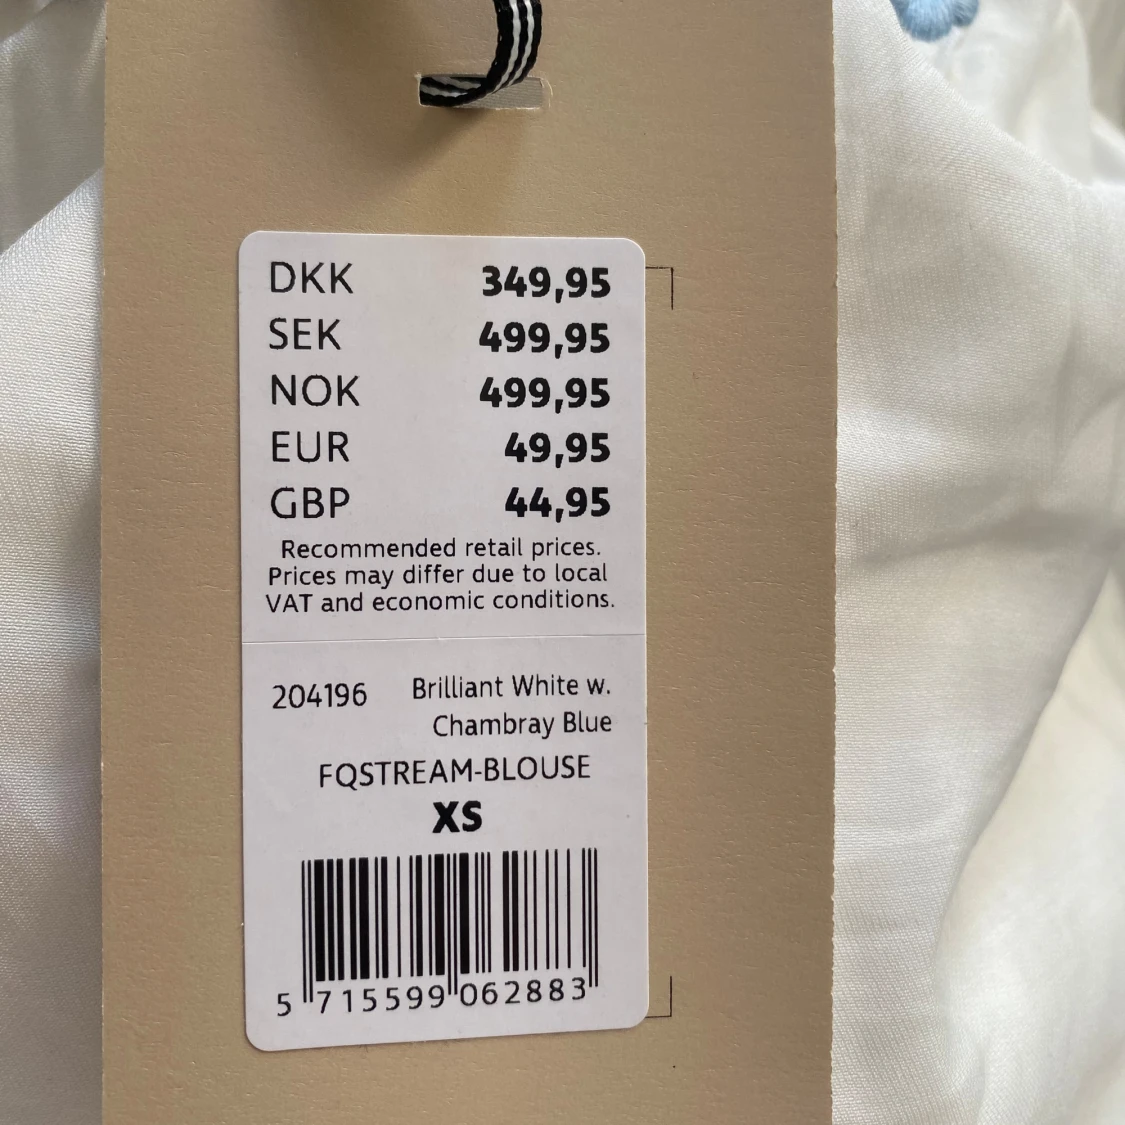 DKK 349,95
SEK 499,95
NOK 499,95
EUR 49,95
GBP 44,95
Recommended retail prices.
Prices may differ due to local
VAT and economic conditions.
204196 Brilliant White w.
Chambray Blue
FQSTREAM-BLOUSE
XS
5 715599 062883